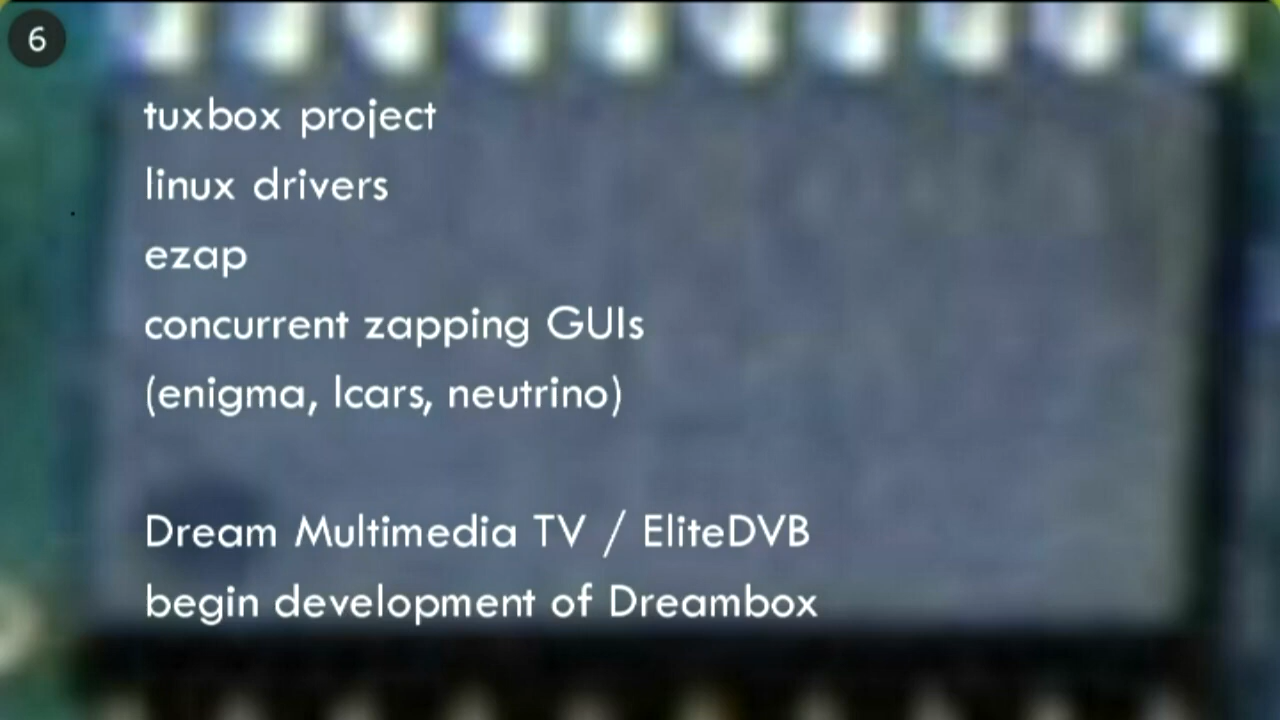 6
tuxbox project
linux drivers
ezap
concurrent zapping GUIs
(enigma, lcars, neutrino)
Dream Multimedia TV / EliteDVB
begin development of Dreambox